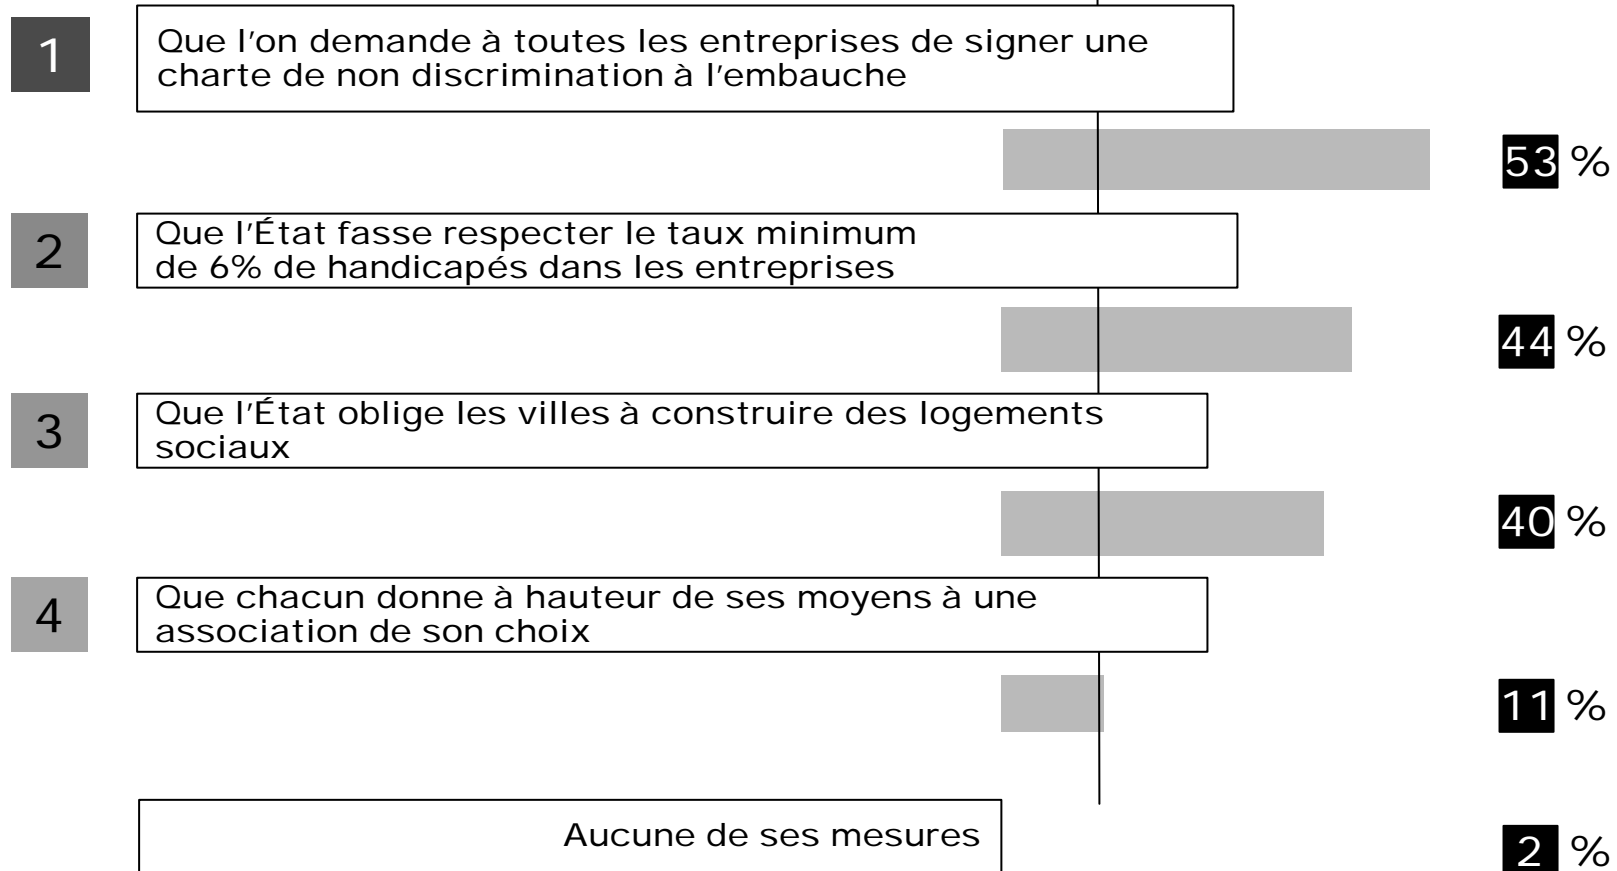 1
Que l'on demande à toutes les entreprises de signer une
charte de non discrimination à l'embauche
53 %
2
Que l'État fasse respecter le taux minimum
de 6% de handicapés dans les entreprises
44 %
3
Que l'État oblige les villes à construire des logements
sociaux
40 %
4
Que chacun donne à hauteur de ses moyens à une
association de son choix
11 %
Aucune de ses mesures
2 %